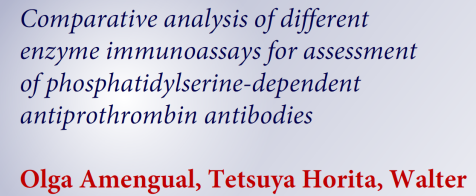 Comparative analysis of different
enzyme immunoassays for assessment
of phosphatidylserine-dependent
antiprothrombin antibodies
Olga Amengual, Tetsuya Horita, Walter